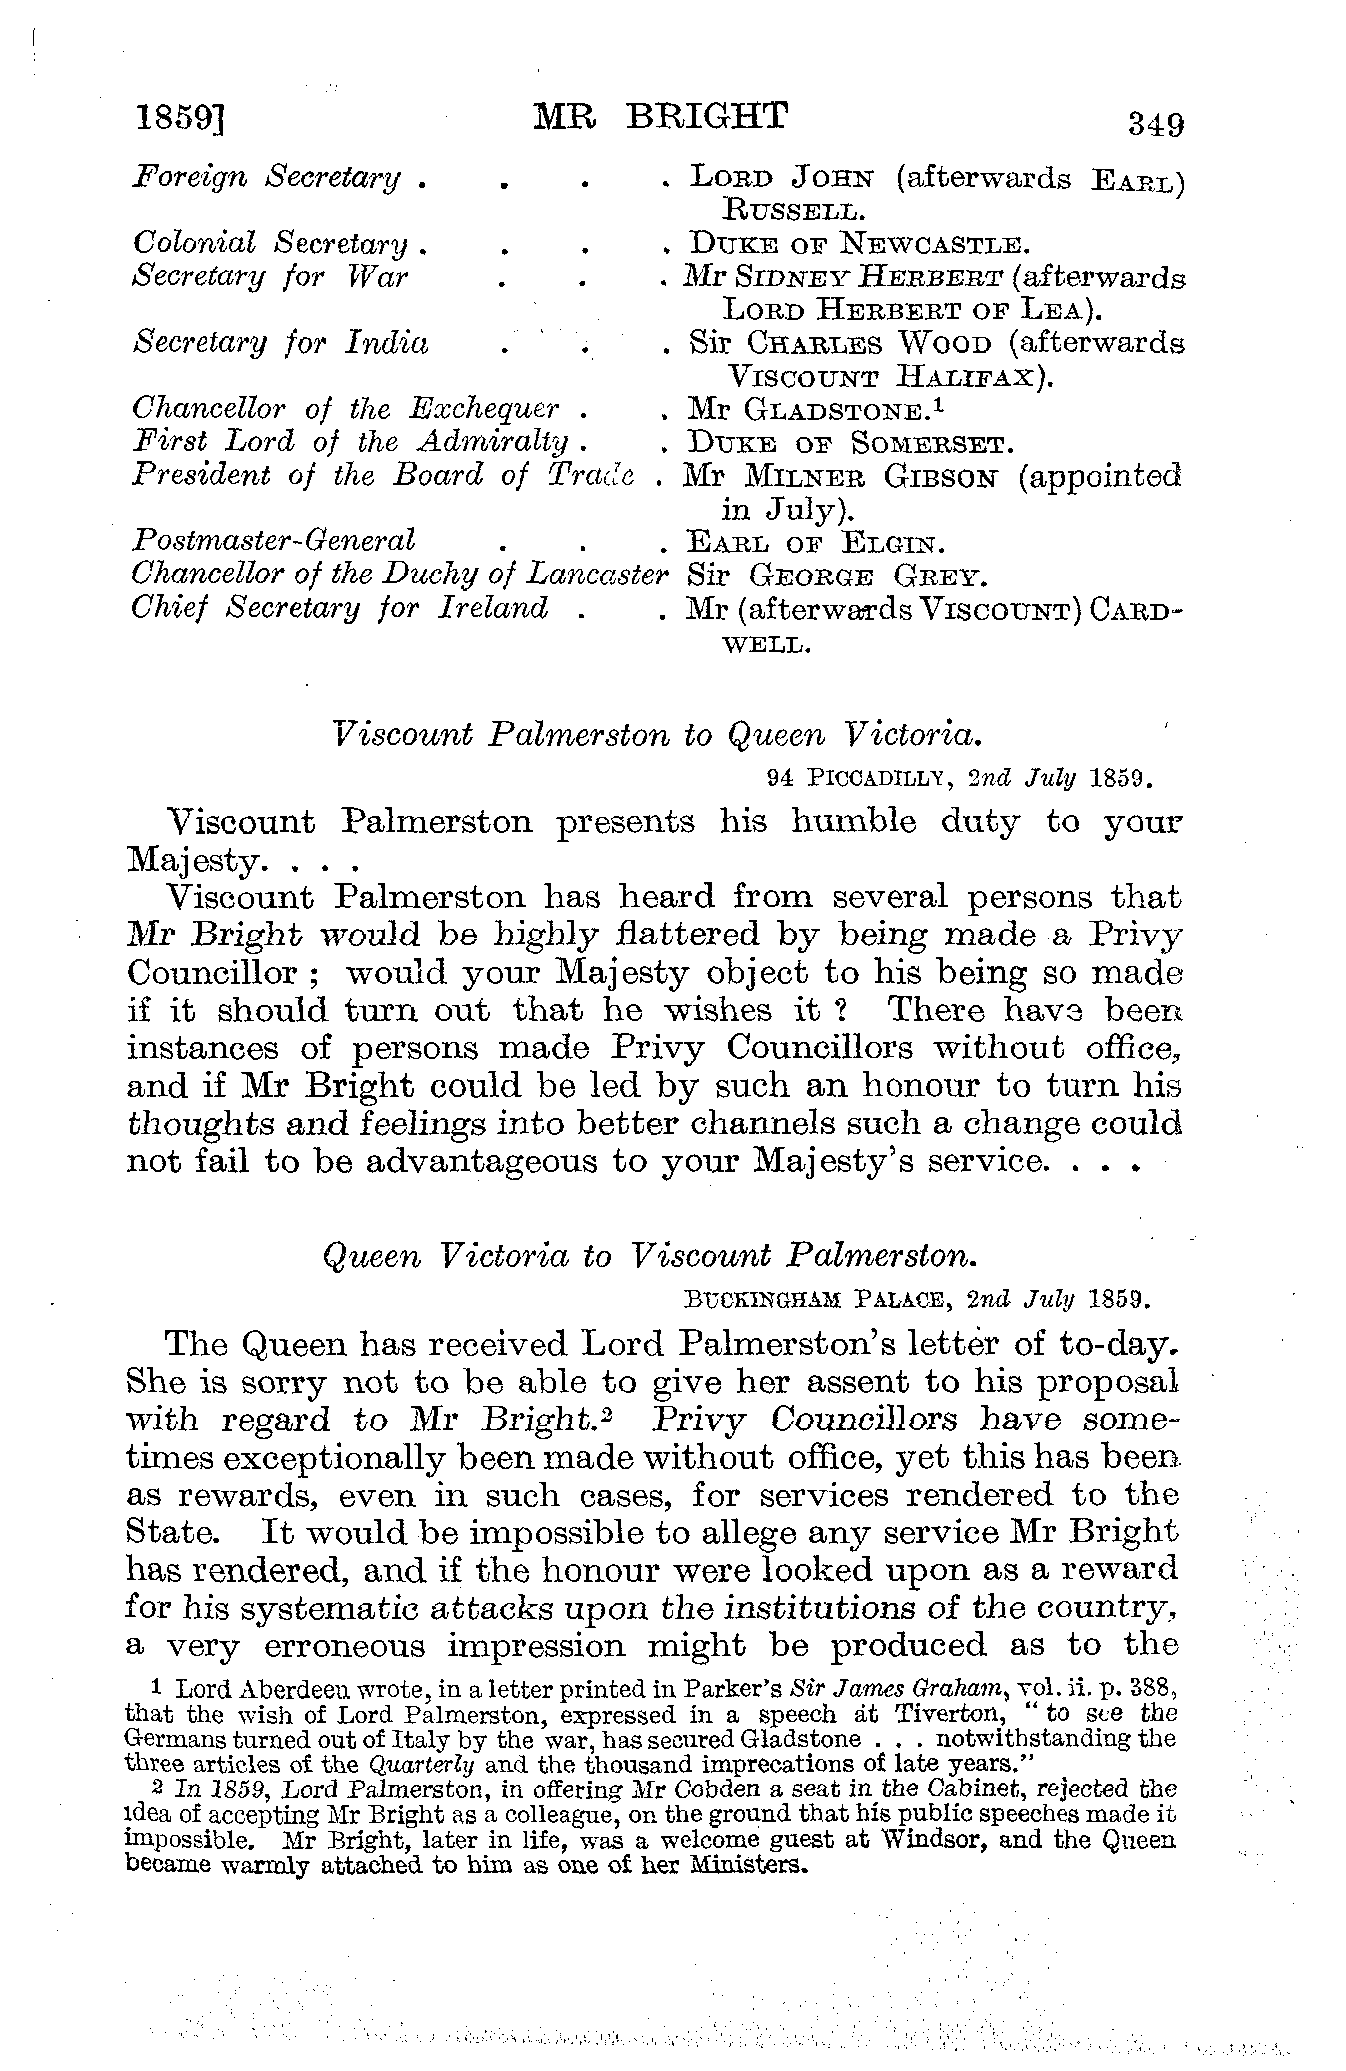 1859] MR BRIGHT 349
Foreign Secretary . . . . LORD JOHN (afterwards EARL)
RUSSELL.
Colonial Secretary . . . . DUKE OF NEWCASTLE.
Secretary for War . . . Mr SIDNEY HERBERT (afterwards
LORD HERBERT OF LEA).
Secretary for India . . . Sir CHARLES WOOD (afterwards
VISCOUNT HALIFAX).
Chancellor of the Exchequer . . Mr GLADSTONE.¹
First Lord of the Admiralty . . DUKE OF SOMERSET.
President of the Board of Trade . Mr MILNER GIBSON (appointed
in July).
Postmaster-General . . . EARL OF ELGIN.
Chancellor of the Duchy of Lancaster Sir GEORGE GREY.
Chief Secretary for Ireland . . Mr (afterwards VISCOUNT) CARD-
WELL.
Viscount Palmerston to Queen Victoria.
94 PICCADILLY, 2nd July 1859.
Viscount Palmerston presents his humble duty to your
Majesty. . . .
Viscount Palmerston has heard from several persons that
Mr Bright would be highly flattered by being made a Privy
Councillor ; would your Majesty object to his being so made
if it should turn out that he wishes it ? There have been
instances of persons made Privy Councillors without office,
and if Mr Bright could be led by such an honour to turn his
thoughts and feelings into better channels such a change could
not fail to be advantageous to your Majesty's service. . . .
Queen Victoria to Viscount Palmerston.
BUCKINGHAM PALACE, 2nd July 1859.
The Queen has received Lord Palmerston's letter of to-day.
She is sorry not to be able to give her assent to his proposal
with regard to Mr Bright.² Privy Councillors have some-
times exceptionally been made without office, yet this has been
as rewards, even in such cases, for services rendered to the
State. It would be impossible to allege any service Mr Bright
has rendered, and if the honour were looked upon as a reward
for his systematic attacks upon the institutions of the country,
a very erroneous impression might be produced as to the
1 Lord Aberdeen wrote, in a letter printed in Parker's Sir James Graham, vol. ii. p. 388,
that the wish of Lord Palmerston, expressed in a speech at Tiverton, "to see the
Germans turned out of Italy by the war, has secured Gladstone . . . notwithstanding the
three articles of the Quarterly and the thousand imprecations of late years."
2 In 1859, Lord Palmerston, in offering Mr Cobden a seat in the Cabinet, rejected the
idea of accepting Mr Bright as a colleague, on the ground that his public speeches made it
impossible. Mr Bright, later in life, was a welcome guest at Windsor, and the Queen
became warmly attached to him as one of her Ministers.